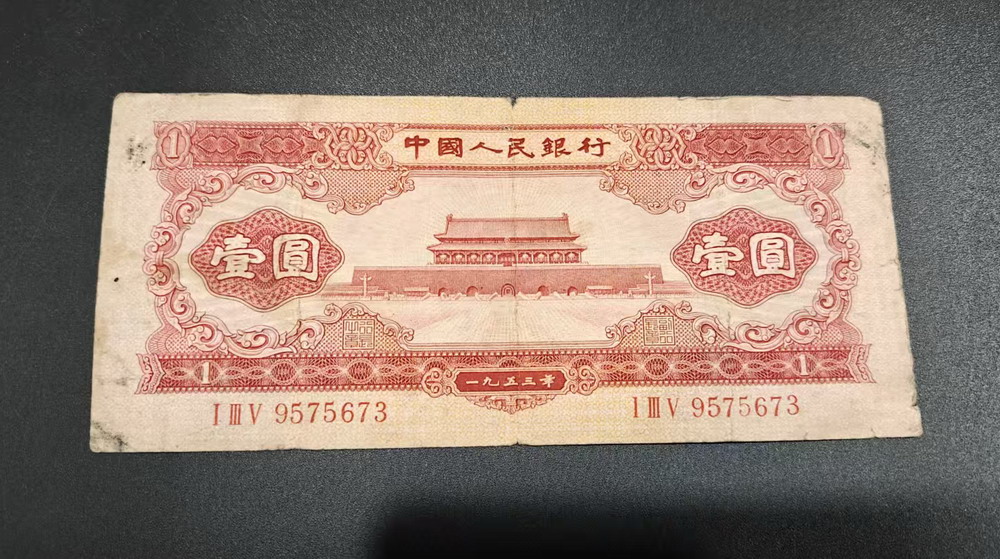 1 中國人民銀行 1
壹圓 壹圓
1 一九五三年 1
I III V 9575673 I III V 9575673